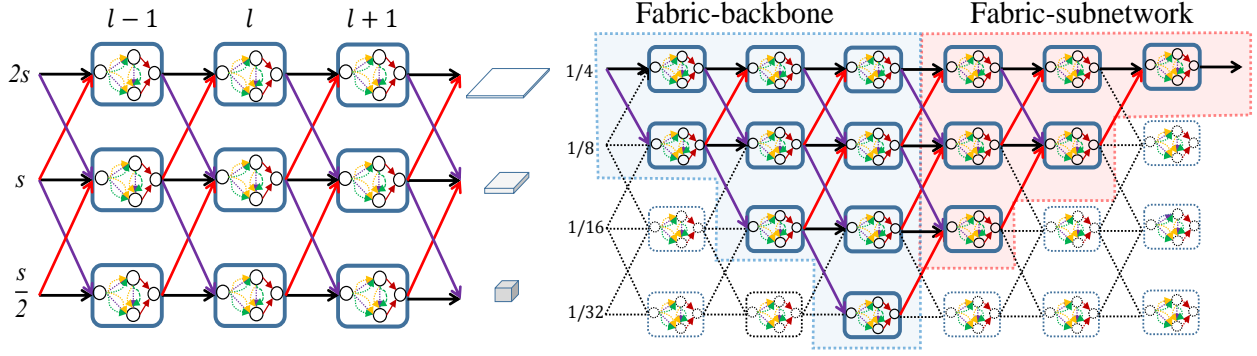 l − 1
l
l + 1
2s
s
s
2
Fabric-backbone
Fabric-subnetwork
1/4
1/8
1/16
1/32